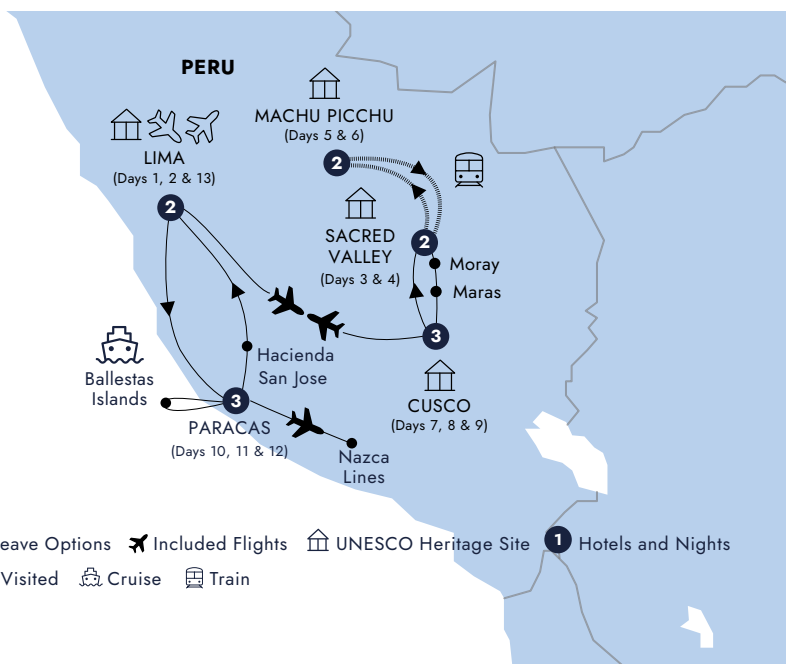 PERU
MACHU PICCHU
(Days 5 & 6)
LIMA
(Days 1, 2 & 13)
2
2
SACRED
VALLEY
(Days 3 & 4)
2
Moray
Maras
3
Hacienda
San Jose
Ballestas
Islands
3
CUSCO
(Days 7, 8 & 9)
PARACAS
(Days 10, 11 & 12)
Nazca
Lines
eave Options Included Flights UNESCO Heritage Site 1 Hotels and Nights
Visited Cruise Train